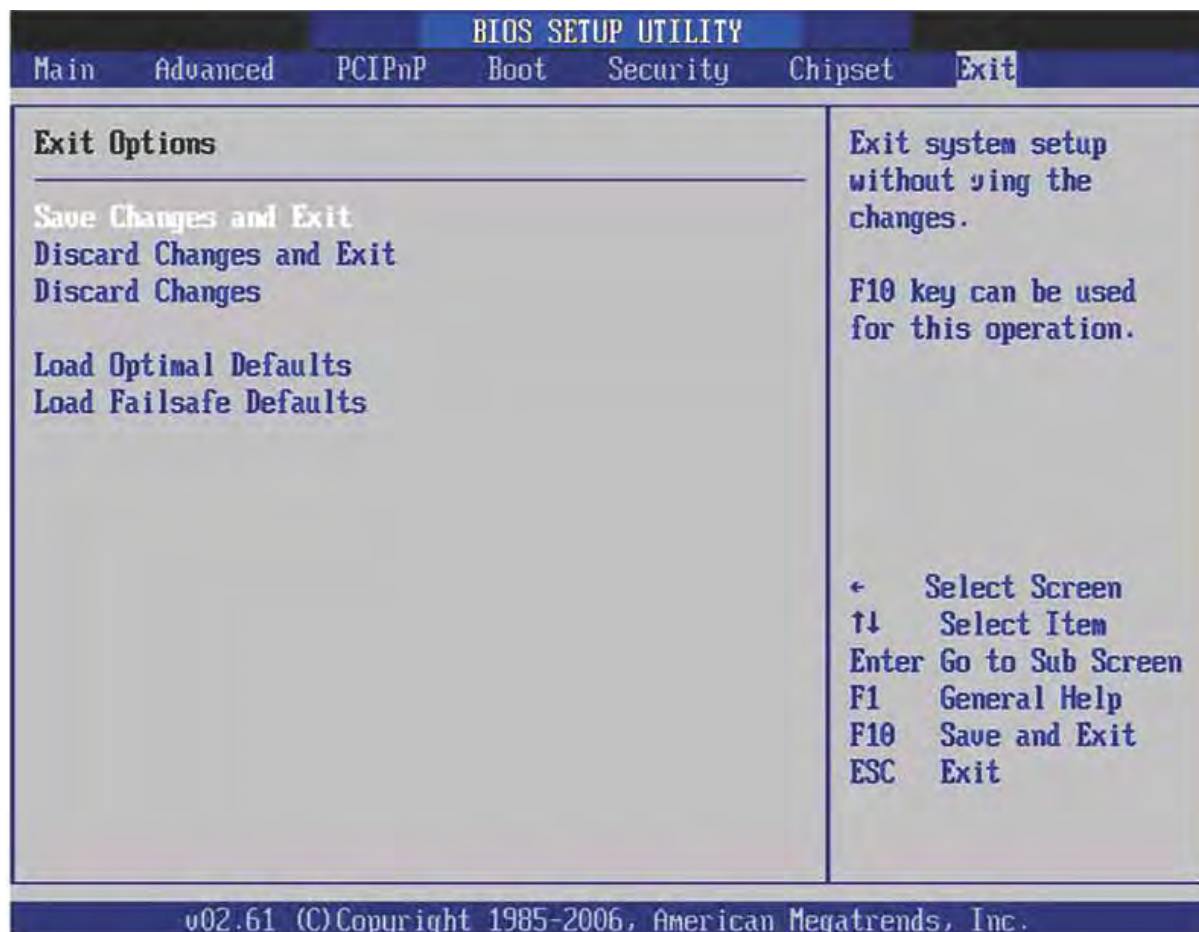 BIOS SETUP UTILITY
Main Advanced PCIPnP Boot Security Chipset Exit
Exit Options
Save Changes and Exit
Discard Changes and Exit
Discard Changes
Load Optimal Defaults
Load Failsafe Defaults
Exit system setup
without the
changes.
F10 key can be used
for this operation.
← Select Screen
↑↓ Select Item
Enter Go to Sub Screen
F1 General Help
F10 Save and Exit
ESC Exit
v02.61 (C)Copyright 1985-2006, American Megatrends, Inc.